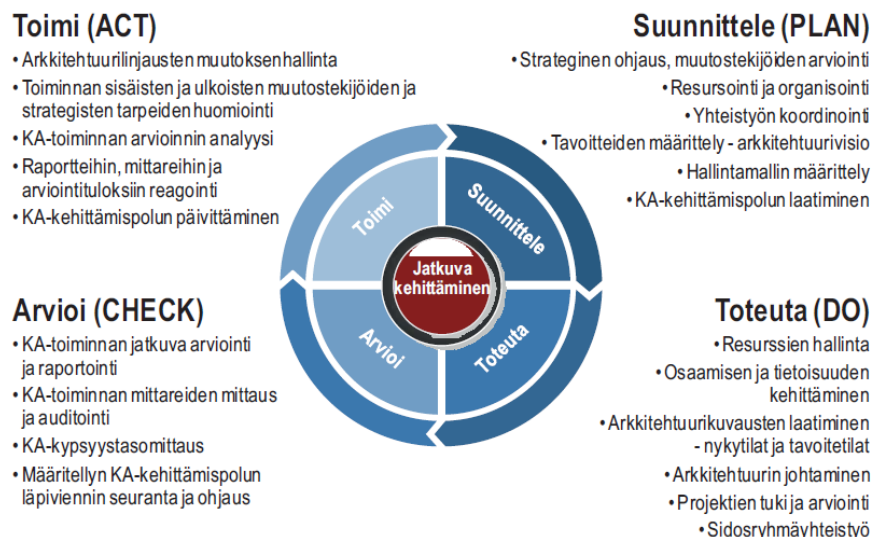 Toimi (ACT)
• Arkkitehtuurilinjausten muutoksenhallinta
• Toiminnan sisäisten ja ulkoisten muutostekijöiden ja
strategisten tarpeiden huomiointi
• KA-toiminnan arvioinnin analyysi
• Raportteihin, mittareihin ja
arviointituloksiin reagointi
• KA-kehittämispolun päivittäminen
Suunnittele (PLAN)
• Strateginen ohjaus, muutostekijöiden arviointi
• Resursointi ja organisointi
• Yhteistyön koordinointi
• Tavoitteiden määrittely - arkkitehtuurivisio
• Hallintamallin määrittely
• KA-kehittämispolun laatiminen
Toimi
Suunnittele
Jatkuva
kehittäminen
Arvioi
Toteuta
Arvioi (CHECK)
• KA-toiminnan jatkuva arviointi
ja raportointi
• KA-toiminnan mittareiden mittaus
ja auditointi
• KA-kypsyystasomittaus
• Määritellyn KA-kehittämispolun
läpiviennin seuranta ja ohjaus
Toteuta (DO)
• Resurssien hallinta
• Osaamisen ja tietoisuuden
kehittäminen
• Arkkitehtuurikuvausten laatiminen
- nykytilat ja tavoitetilat
• Arkkitehtuurin johtaminen
• Projektien tuki ja arviointi
• Sidosryhmäyhteistyö